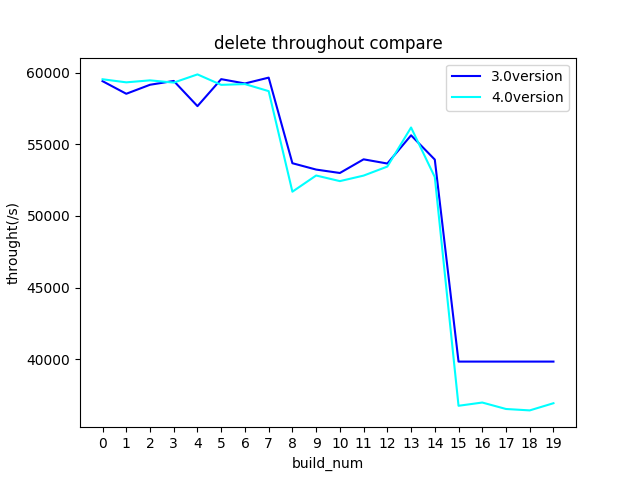 delete throughout compare
3.0version
4.0version
60000
55000
50000
45000
40000
throught(/s)
0 1 2 3 4 5 6 7 8 9 10 11 12 13 14 15 16 17 18 19
build_num